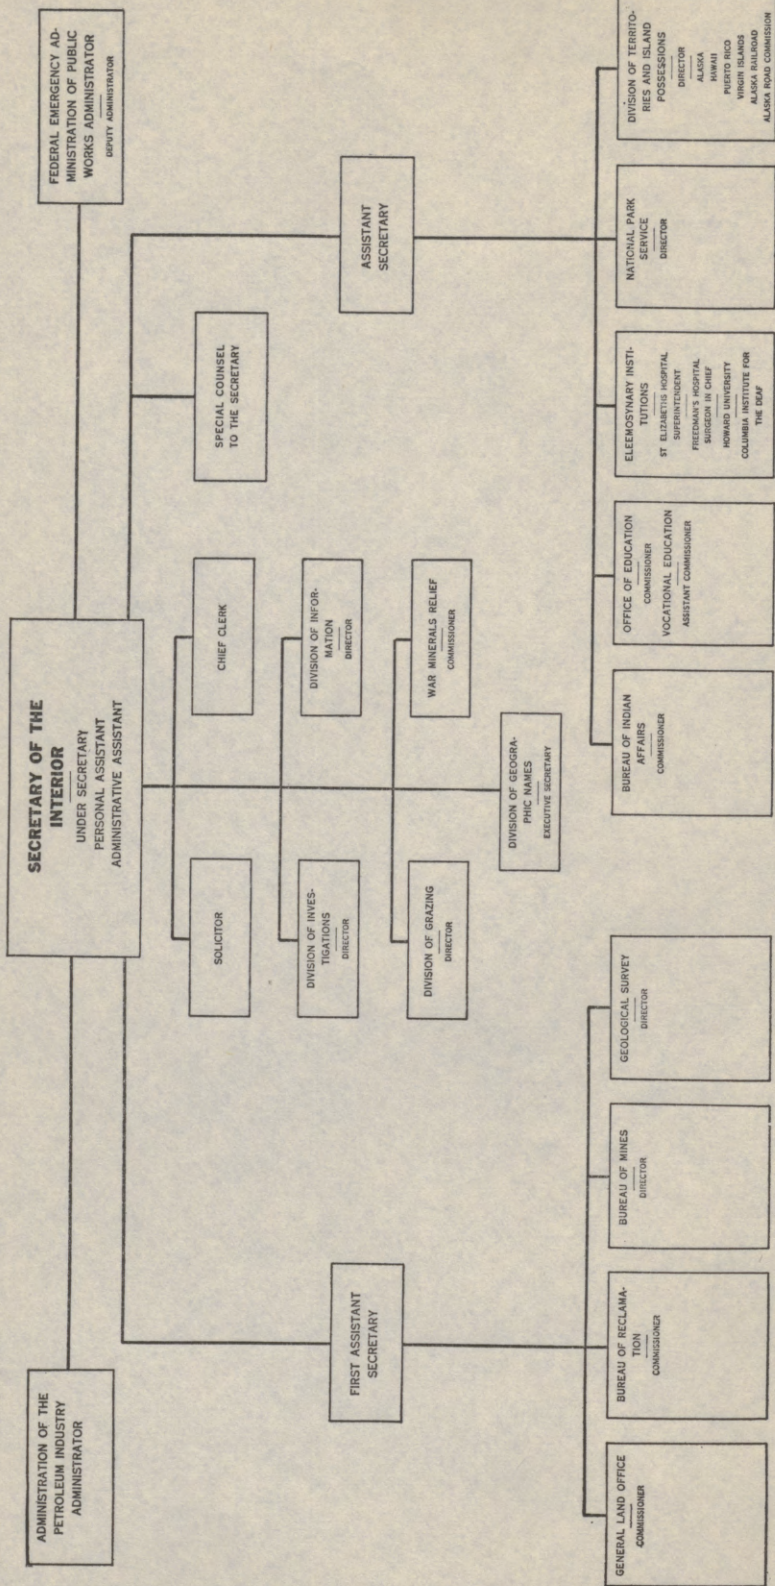 SECRETARY OF THE
INTERIOR
UNDER SECRETARY
PERSONAL ASSISTANT
ADMINISTRATIVE ASSISTANT
ADMINISTRATION OF THE
PETROLEUM INDUSTRY
ADMINISTRATOR
FEDERAL EMERGENCY AD-
MINISTRATION OF PUBLIC
WORKS ADMINISTRATOR
DEPUTY ADMINISTRATOR
SOLICITOR
CHIEF CLERK
SPECIAL COUNSEL
TO THE SECRETARY
DIVISION OF INVES-
TIGATIONS
DIRECTOR
DIVISION OF INFOR-
MATION
DIRECTOR
FIRST ASSISTANT
SECRETARY
ASSISTANT
SECRETARY
DIVISION OF GRAZING
DIRECTOR
WAR MINERALS RELIEF
COMMISSIONER
DIVISION OF GEOGRA-
PHIC NAMES
EXECUTIVE SECRETARY
GENERAL LAND OFFICE
COMMISSIONER
BUREAU OF RECLAMA-
TION
COMMISSIONER
BUREAU OF MINES
DIRECTOR
GEOLOGICAL SURVEY
DIRECTOR
BUREAU OF INDIAN
AFFAIRS
COMMISSIONER
OFFICE OF EDUCATION
COMMISSIONER
VOCATIONAL EDUCATION
ASSISTANT COMMISSIONER
ELEEMOSYNARY INSTI-
TUTIONS
ST ELIZABETHS HOSPITAL
SUPERINTENDENT
FREEDMAN'S HOSPITAL
SURGEON IN CHIEF
HOWARD UNIVERSITY
COLUMBIA INSTITUTE FOR
THE DEAF
NATIONAL PARK
SERVICE
DIRECTOR
DIVISION OF TERRITO-
RIES AND ISLAND
POSSESSIONS
DIRECTOR
ALASKA
HAWAII
PUERTO RICO
VIRGIN ISLANDS
ALASKA RAILROAD
ALASKA ROAD COMMISSION